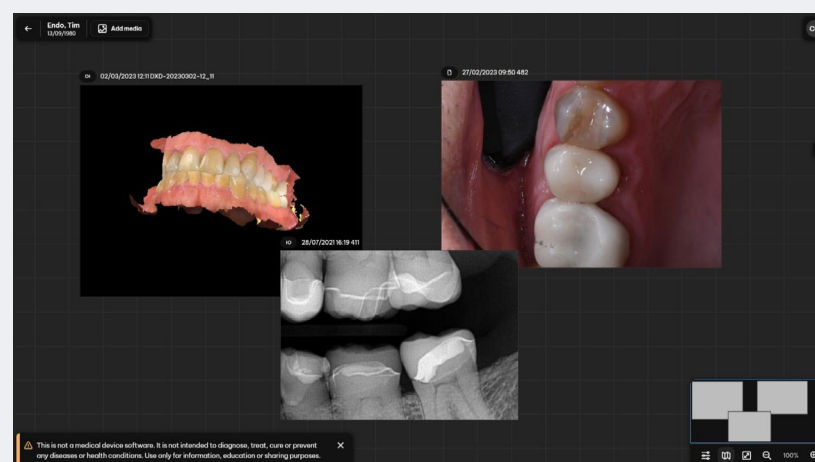 Endo, Tim
13/09/1980
Add media
DI 02/03/2023 12:11 DXD-20230302-12_11
27/02/2023 09:50 482
IO 28/07/2021 16:19 411
This is not a medical device software. It is not intended to diagnose, treat, cure or prevent
any diseases or health conditions. Use only for information, education or sharing purposes.
100%